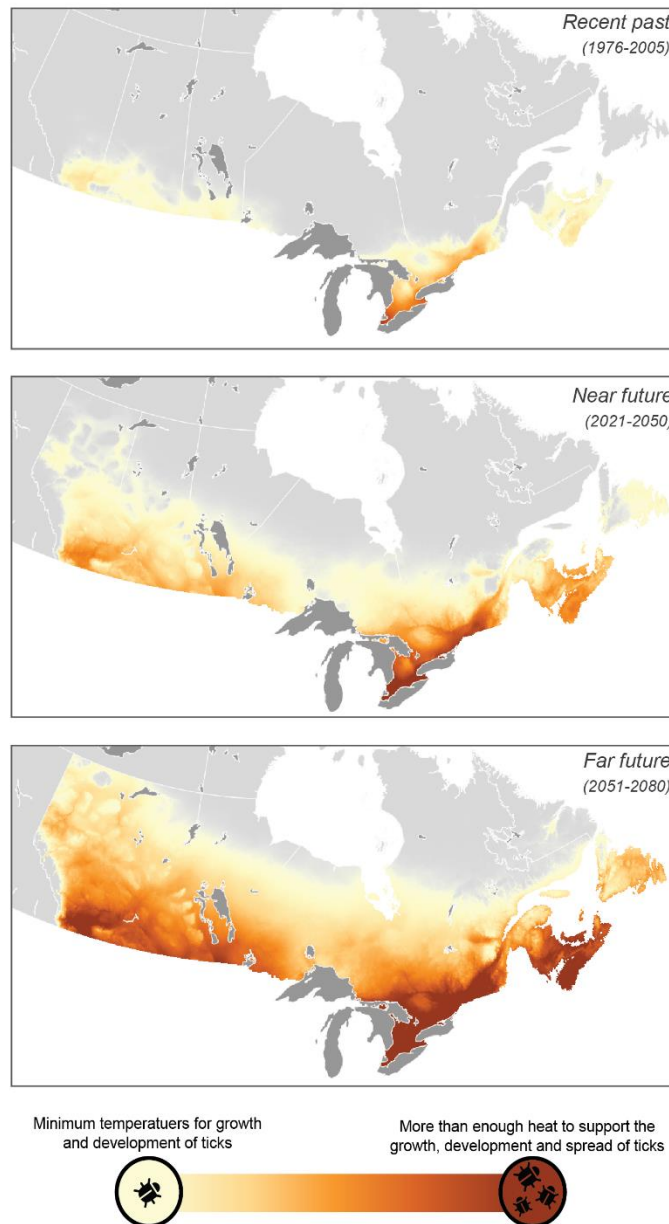 Recent past
(1976-2005)
Near future
(2021-2050)
Far future
(2051-2080)
Minimum temperatuers for growth
and development of ticks
More than enough heat to support the
growth, development and spread of ticks